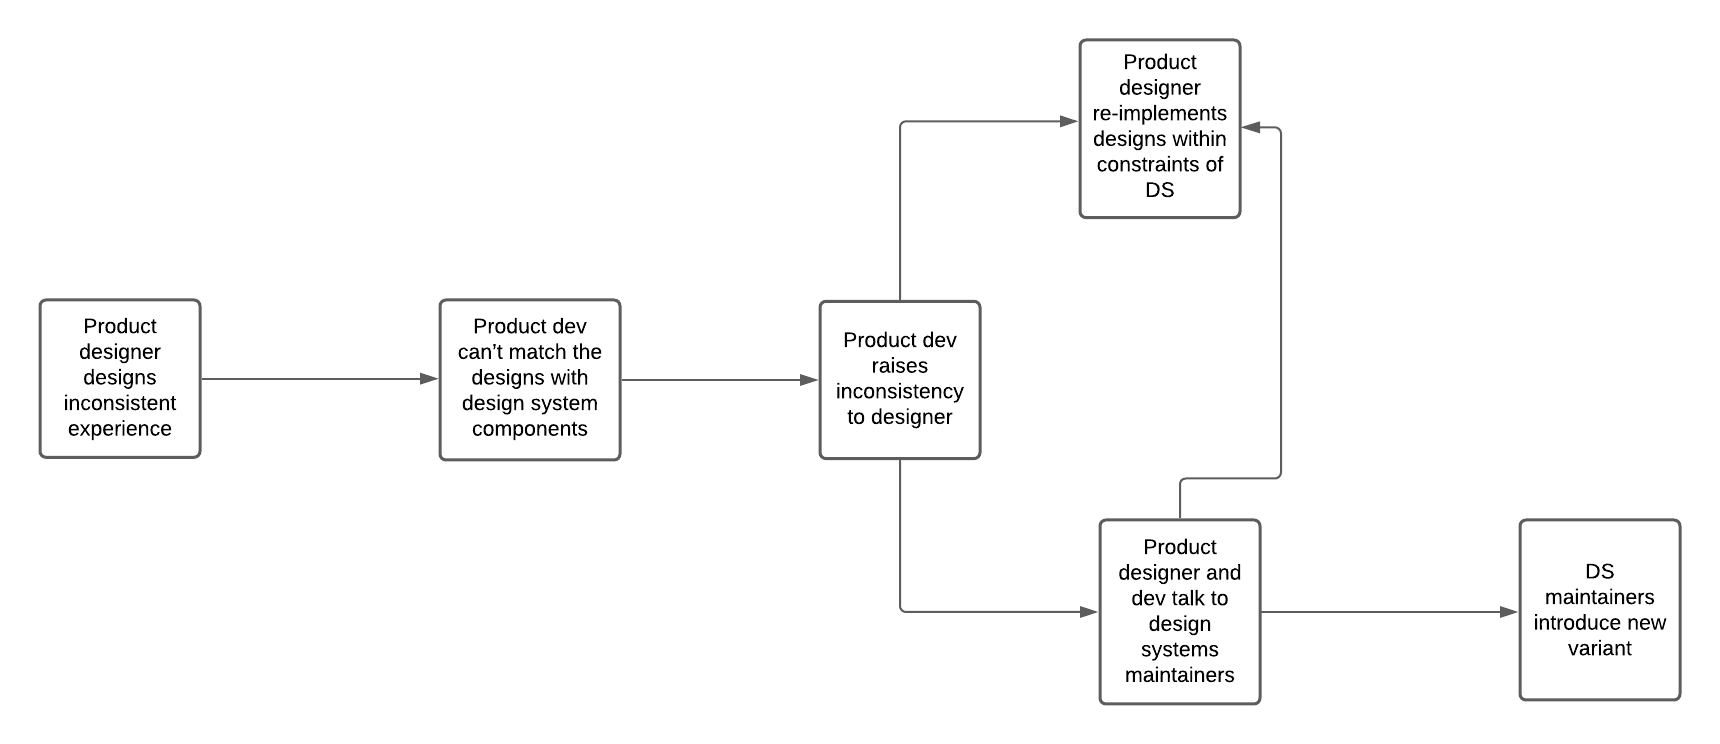 Product
designer
re-implements
designs within
constraints of
DS
Product
designer
designs
inconsistent
experience
Product dev
can’t match the
designs with
design system
components
Product dev
raises
inconsistency
to designer
Product
designer and
dev talk to
design
systems
maintainers
DS
maintainers
introduce new
variant